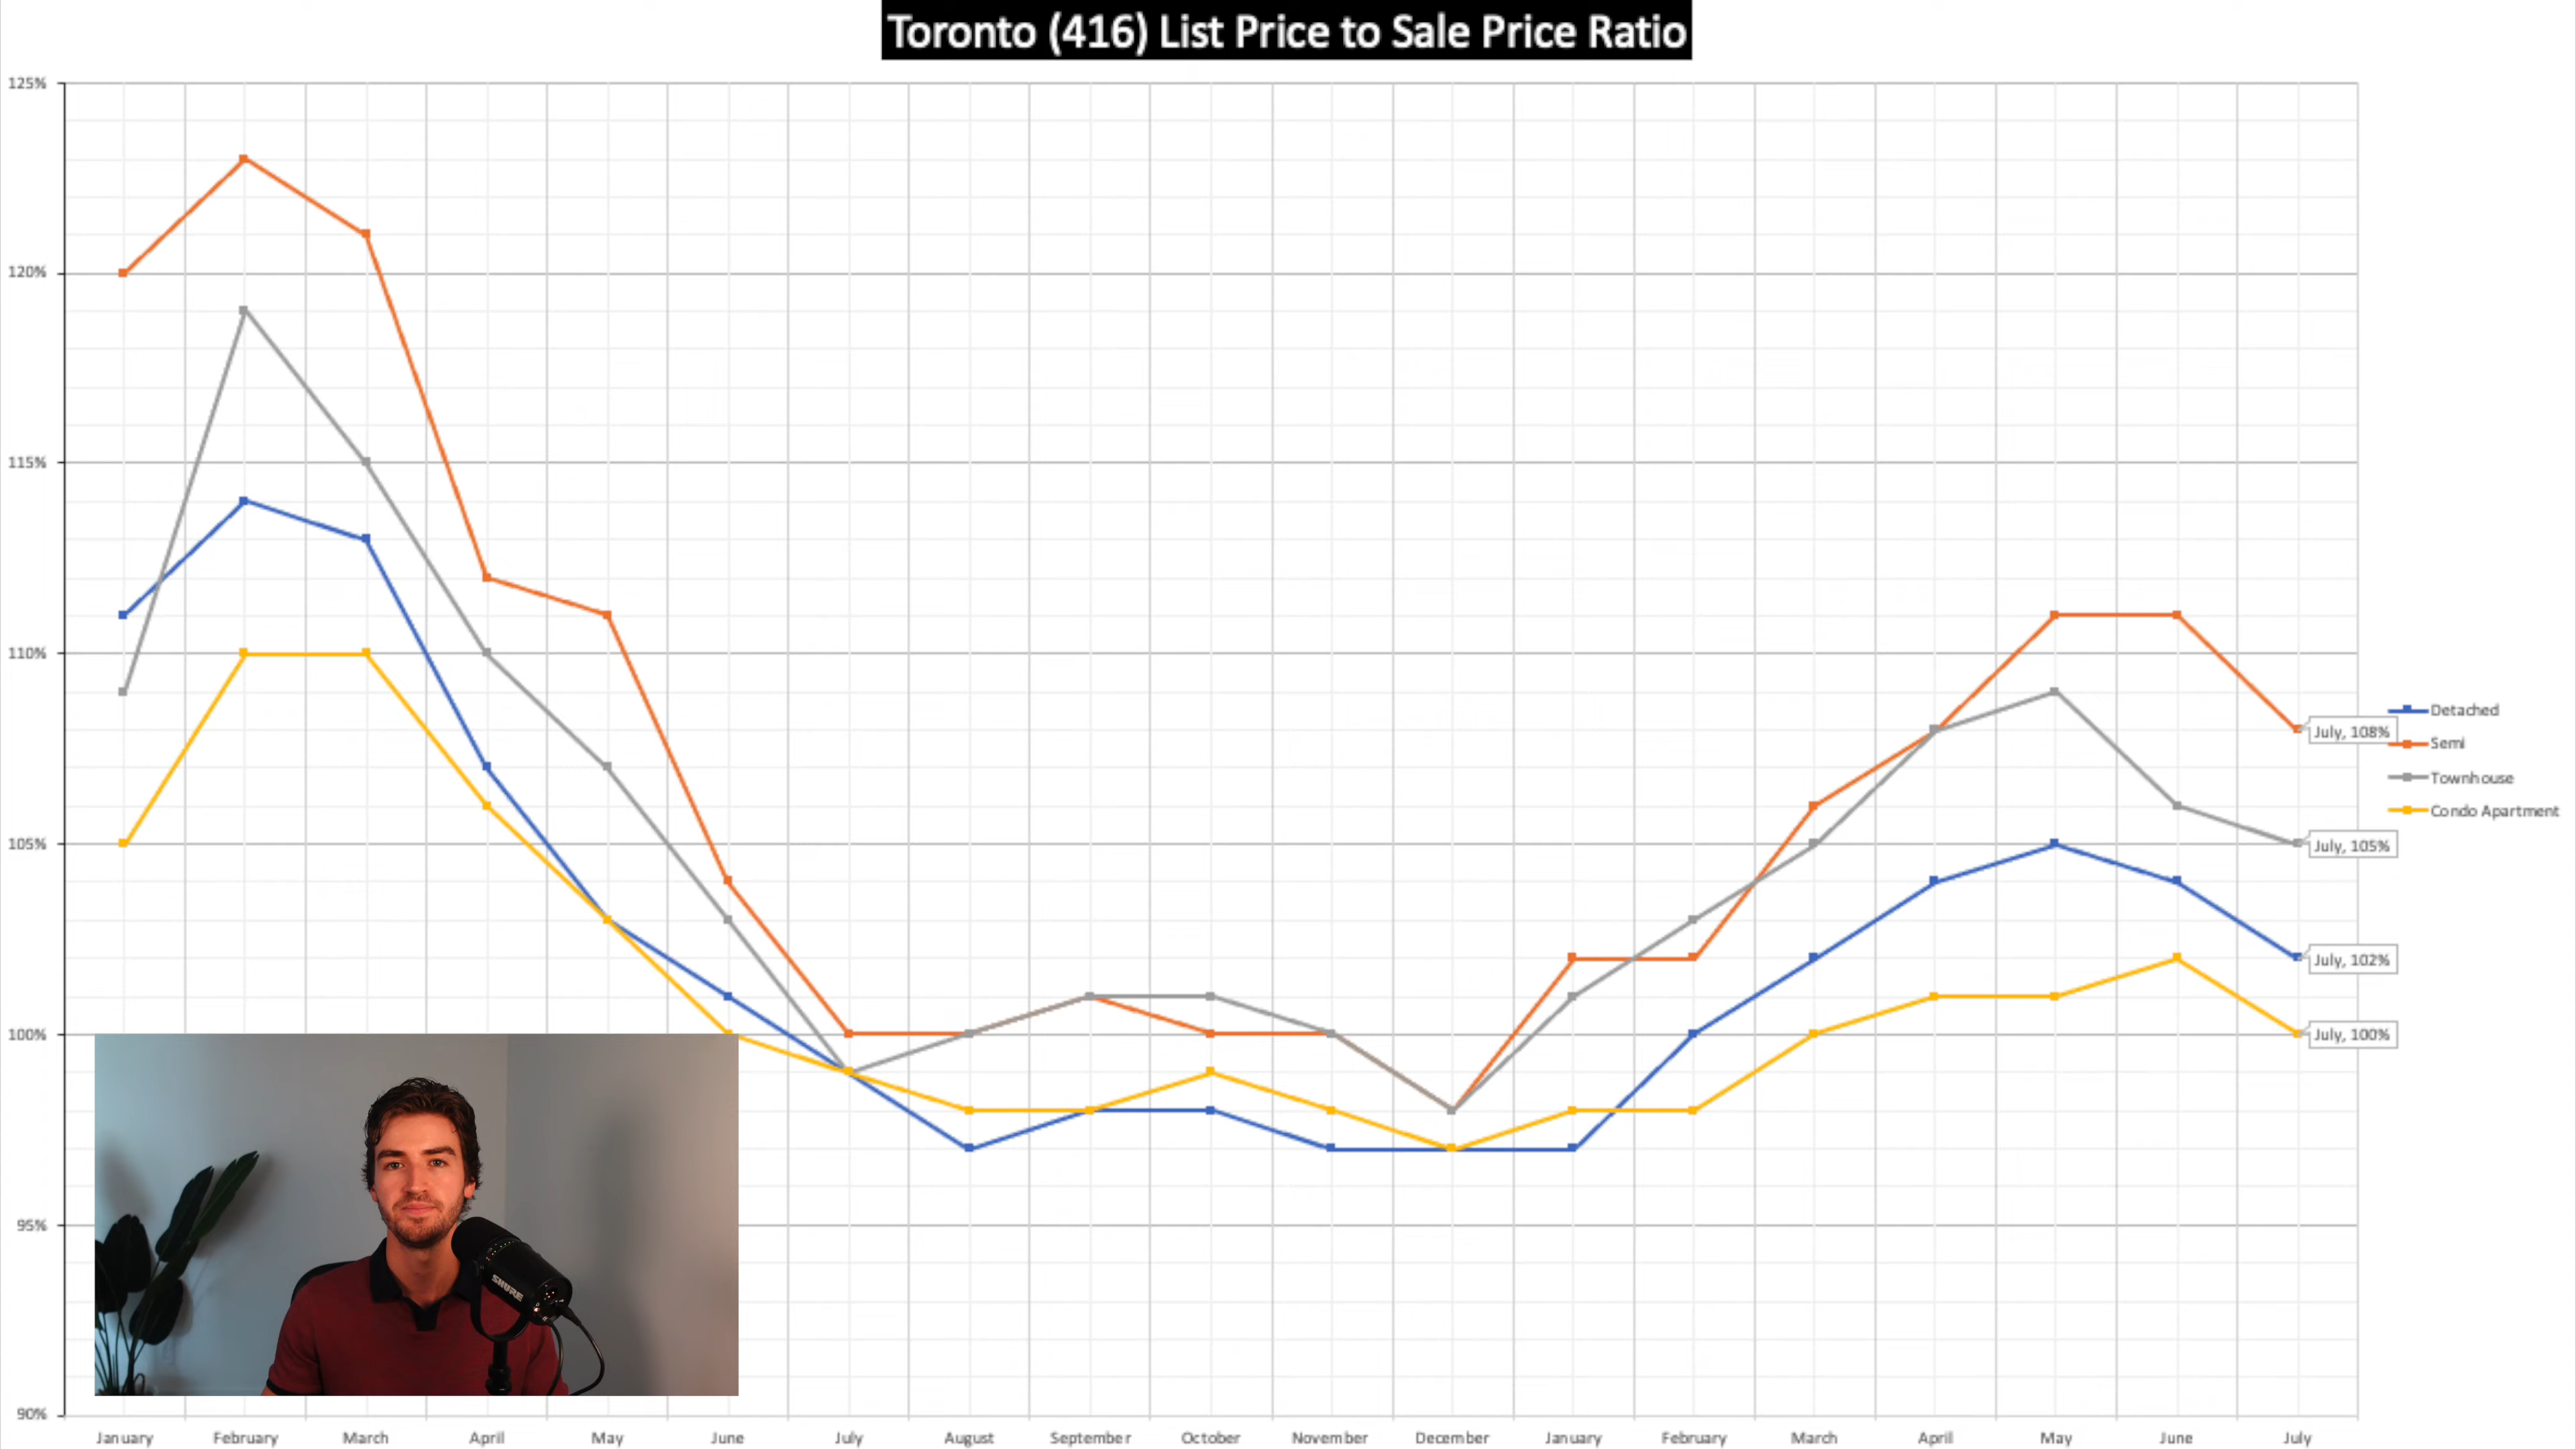 Toronto (416) List Price to Sale Price Ratio
125%
120%
115%
110%
105%
100%
95%
90%
July, 108%
July, 105%
July, 102%
July, 100%
Detached
Semi
Townhouse
Condo Apartment
SHURE
January February March April May June July August September October November December January February March April May June July